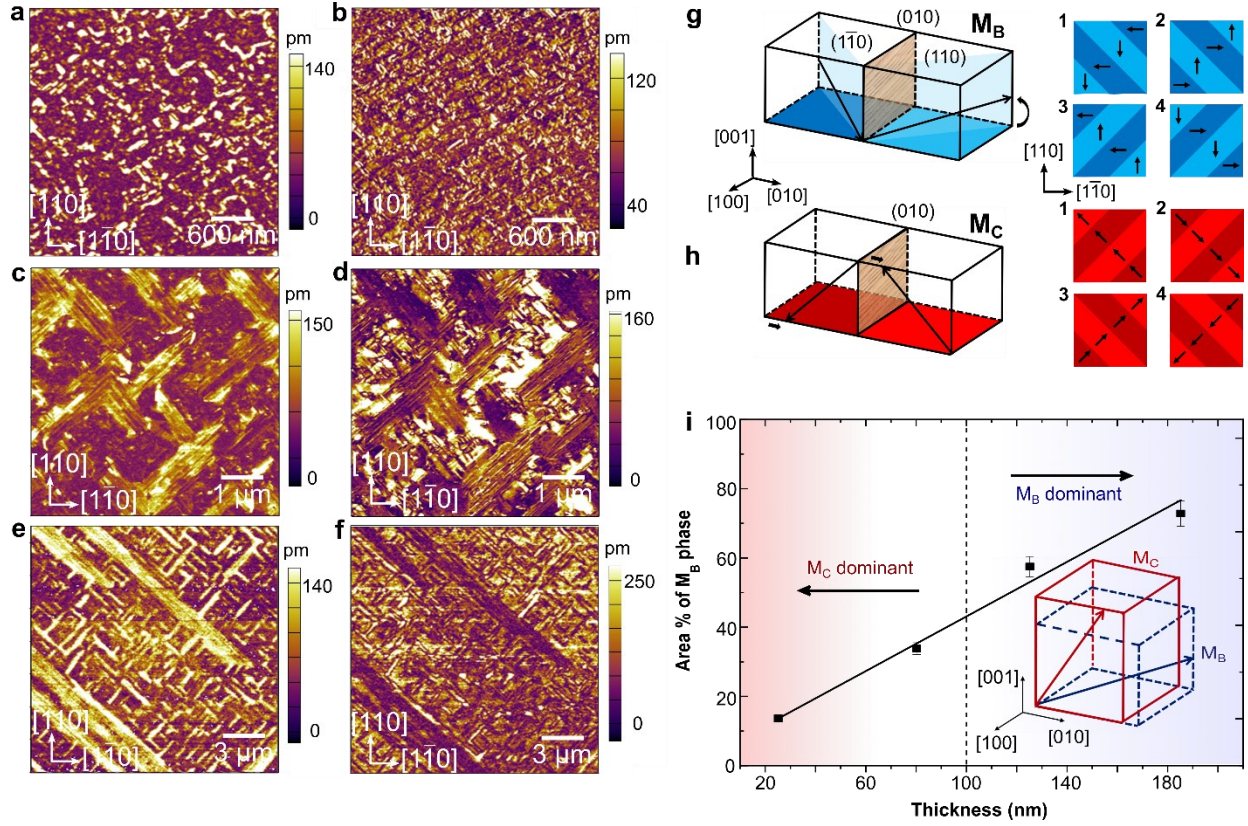 a
pm
140
0
[110]
[11̄0]
600 nm
b
pm
120
40
[110]
[11̄0]
600 nm
c
pm
150
0
[110]
[11̄0]
1 μm
d
pm
160
0
[110]
[11̄0]
1 μm
e
pm
140
0
[110]
[11̄0]
3 μm
f
pm
250
0
[110]
[11̄0]
3 μm
g
(010)
M_B
(11̄0)
(110)
[001]
[100]
[010]
1
2
3
4
[110]
[11̄0]
h
(010)
M_C
1
2
3
4
i
Area % of M_B phase
100
80
60
40
20
0
M_B dominant
M_C dominant
M_C
M_B
[001]
[100]
[010]
20
60
100
140
180
Thickness (nm)